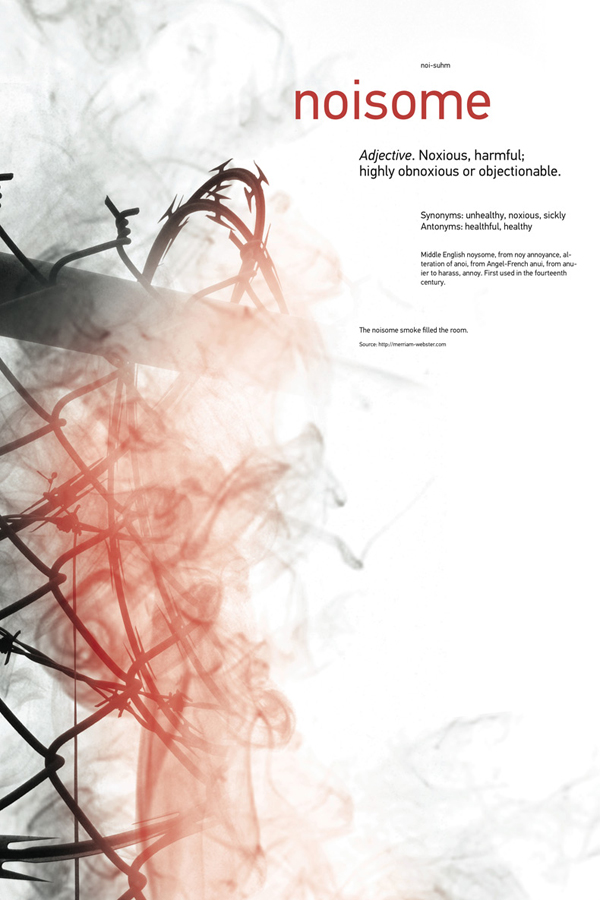 noi-suhm
noisome
Adjective. Noxious, harmful;
highly obnoxious or objectionable.
Synonyms: unhealthy, noxious, sickly
Antonyms: healthful, healthy
Middle English noysome, from noy annoyance, al-
teration of anoi, from Angel-French anui, from anu-
ier to harass, annoy. First used in the fourteenth
century.
The noisome smoke filled the room.
Source: http://merriam-webster.com